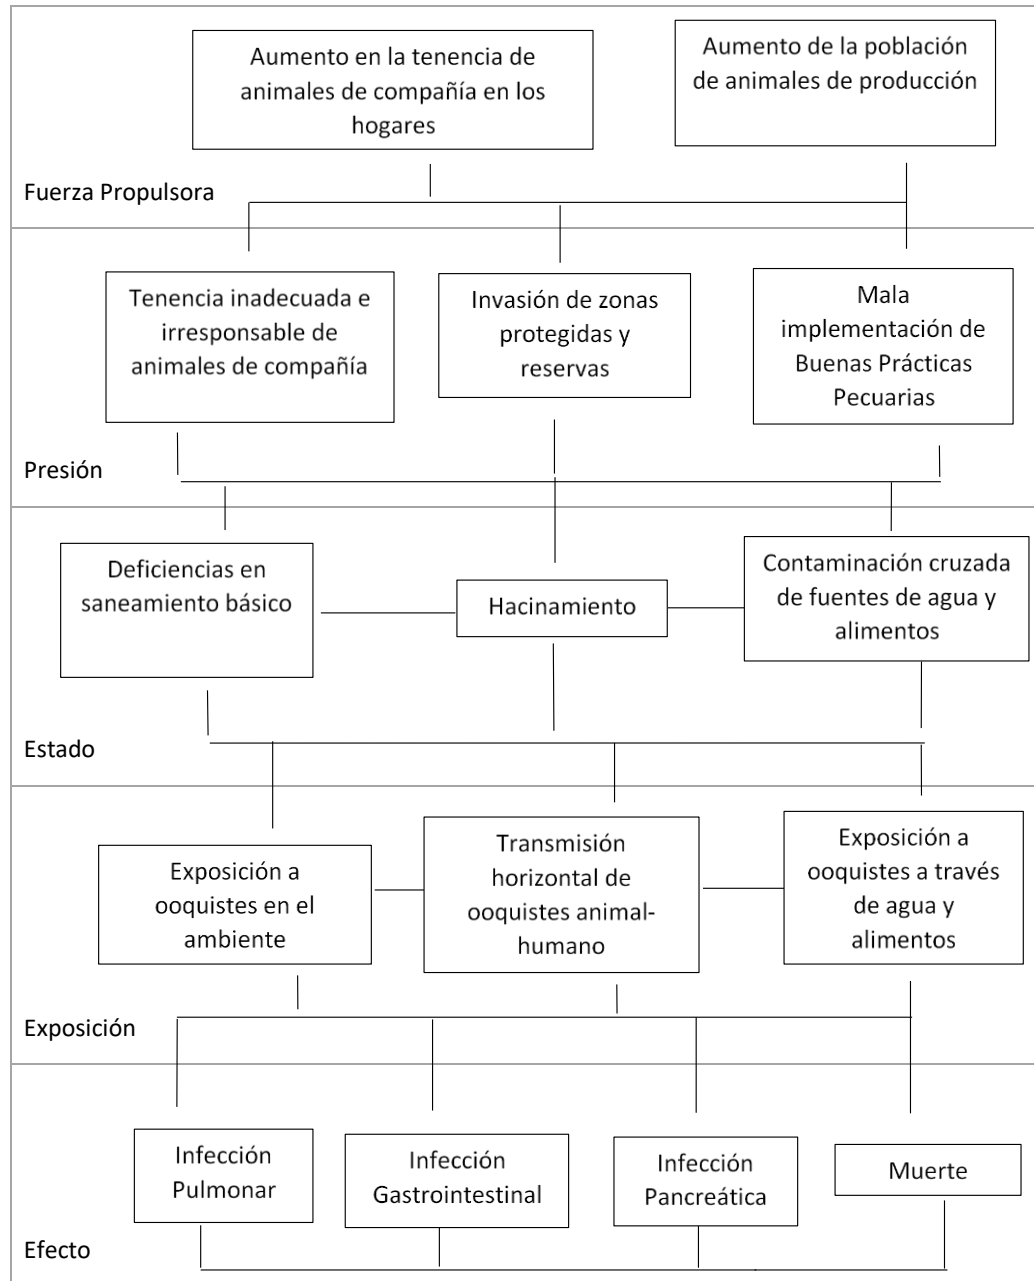 Aumento en la tenencia de
animales de compañía en los
hogares
Aumento de la población
de animales de producción
Fuerza Propulsora
Tenencia inadecuada e
irresponsable de
animales de compañía
Invasión de zonas
protegidas y
reservas
Mala
implementación de
Buenas Prácticas
Pecuarias
Presión
Deficiencias en
saneamiento básico
Hacinamiento
Contaminación cruzada
de fuentes de agua y
alimentos
Estado
Exposición a
ooquistes en el
ambiente
Transmisión
horizontal de
ooquistes animal-
humano
Exposición a
ooquistes a través
de agua y
alimentos
Exposición
Infección
Pulmonar
Infección
Gastrointestinal
Infección
Pancreática
Muerte
Efecto